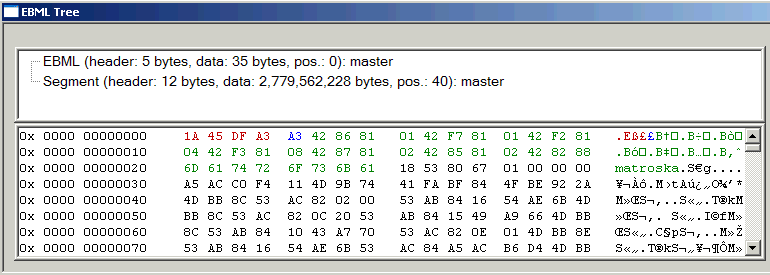 EBML Tree
EBML (header: 5 bytes, data: 35 bytes, pos.: 0): master
Segment (header: 12 bytes, data: 2,779,562,228 bytes, pos.: 40): master
0x 0000 00000000 1A 45 DF A3 A3 42 86 81 01 42 F7 81 01 42 F2 81 .Eß££B†□.B÷□.Bò□
0x 0000 00000010 04 42 F3 81 08 42 87 81 02 42 85 81 02 42 82 88 .Bó□.B‡□.B…□.B‚ˆ
0x 0000 00000020 6D 61 74 72 6F 73 6B 61 18 53 80 67 01 00 00 00 matroska.S€g....
0x 0000 00000030 A5 AC C0 F4 11 4D 9B 74 41 FA BF 84 4F BE 92 2A ¥¬Àô.M›tAú¿„O¾’*
0x 0000 00000040 4D BB 8C 53 AC 82 02 00 53 AB 84 16 54 AE 6B 4D M»ŒS¬‚..S«„.T®kM
0x 0000 00000050 BB 8C 53 AC 82 0C 20 53 AB 84 15 49 A9 66 4D BB »ŒS¬‚. S«„.I©fM»
0x 0000 00000060 8C 53 AB 84 10 43 A7 70 53 AC 82 0E 01 4D BB 8E ŒS«„.C§pS¬‚..M»Ž
0x 0000 00000070 53 AB 84 16 54 AE 6B 53 AC 84 A5 AC B6 D4 4D BB S«„.T®kS¬„¥¬¶ÔM»